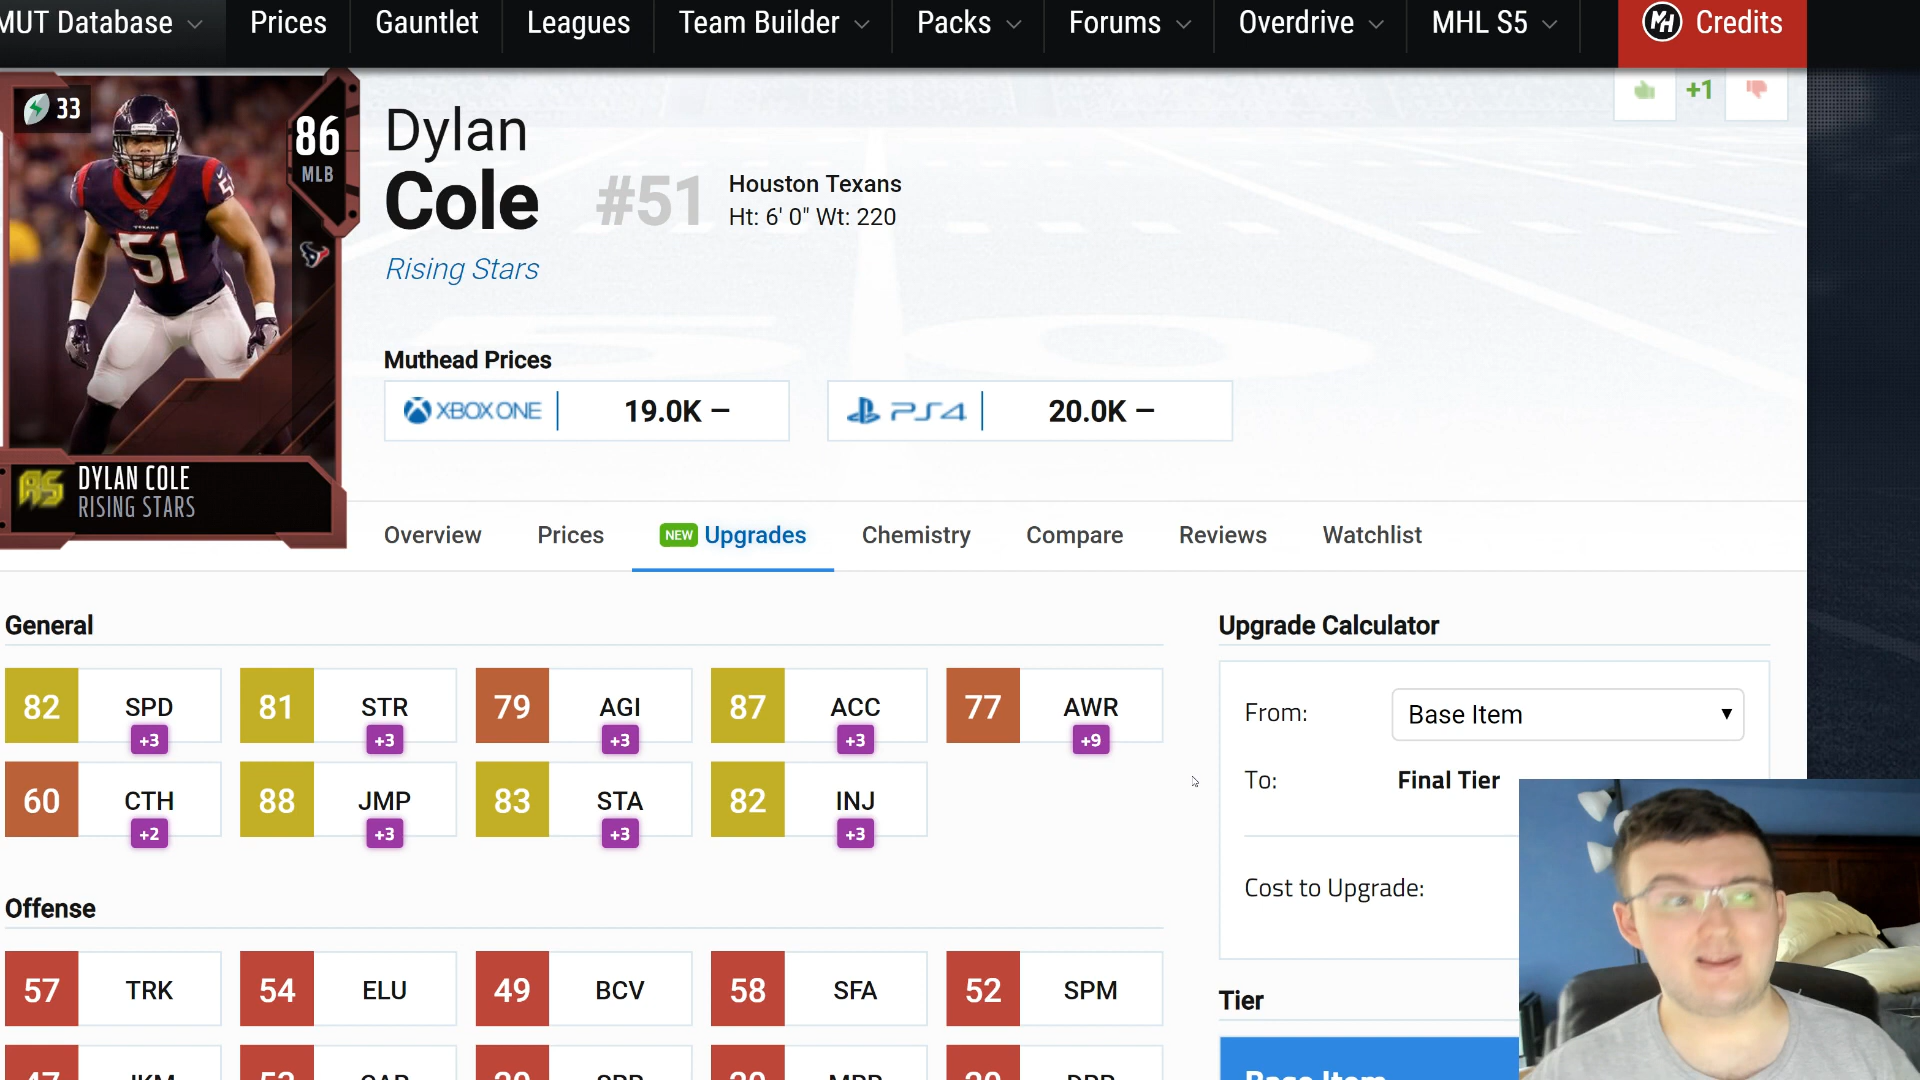 MUT Database Prices Gauntlet Leagues Team Builder Packs Forums Overdrive MHL S5 MH Credits
33
86
MLB
51
DYLAN COLE
RISING STARS
Dylan
Cole
#51
Houston Texans
Ht: 6' 0" Wt: 220
Rising Stars
+1
Muthead Prices
XBOX ONE 19.0K – PS4 20.0K –
Overview Prices NEW Upgrades Chemistry Compare Reviews Watchlist
General
82 SPD 81 STR 79 AGI 87 ACC 77 AWR
+3 +3 +3 +3 +9
60 CTH 88 JMP 83 STA 82 INJ
+2 +3 +3 +3
Offense
57 TRK 54 ELU 49 BCV 58 SFA 52 SPM
Upgrade Calculator
From: Base Item
To: Final Tier
Cost to Upgrade:
Tier
Base Item